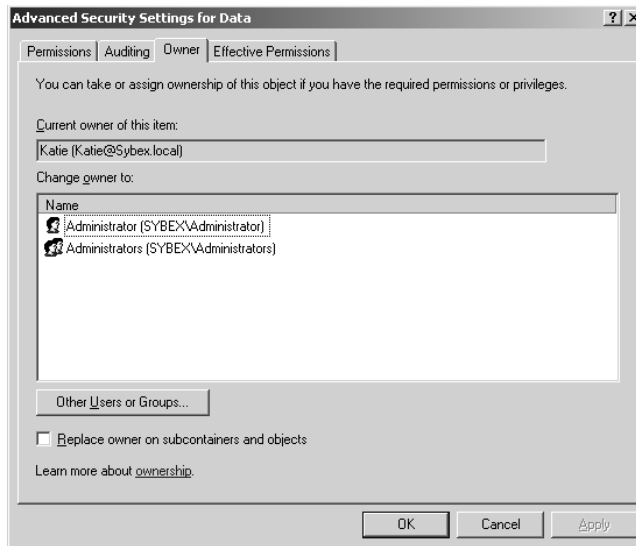 Advanced Security Settings for Data
Permissions Auditing Owner Effective Permissions
You can take or assign ownership of this object if you have the required permissions or privileges.
Current owner of this item:
Katie (Katie@Sybex.local)
Change owner to:
Name
Administrator (SYBEX\Administrator)
Administrators (SYBEX\Administrators)
Other Users or Groups...
Replace owner on subcontainers and objects
Learn more about ownership.
OK Cancel Apply